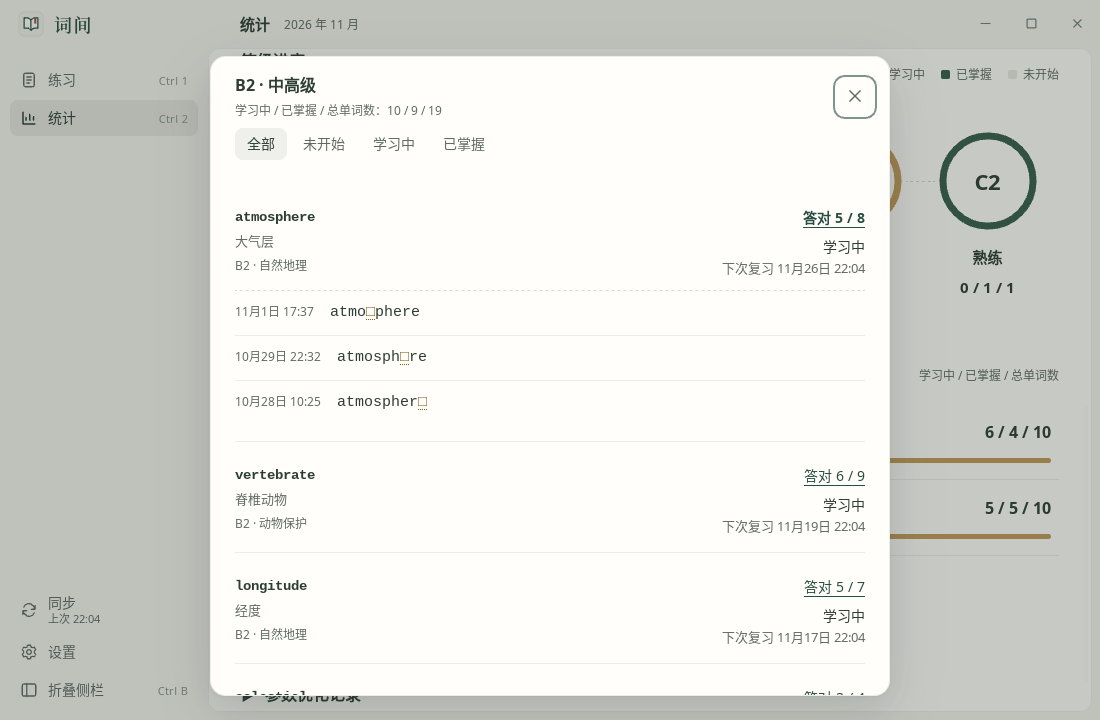 词间
统计 2026 年 11 月
练习 Ctrl 1
统计 Ctrl 2
学习中 已掌握 未开始
B2 · 中高级
学习中 / 已掌握 / 总单词数: 10 / 9 / 19
全部 未开始 学习中 已掌握
C2
熟练
0 / 1 / 1
学习中 / 已掌握 / 总单词数
6 / 4 / 10
5 / 5 / 10
atmosphere 答对 5 / 8
大气层 学习中
B2 · 自然地理 下次复习 11月26日 22:04
11月1日 17:37 atmo□phere
10月29日 22:32 atmosph□re
10月28日 10:25 atmospher□
vertebrate 答对 6 / 9
脊椎动物 学习中
B2 · 动物保护 下次复习 11月19日 22:04
longitude 答对 5 / 7
经度 学习中
B2 · 自然地理 下次复习 11月17日 22:04
同步
上次 22:04
设置
折叠侧栏 Ctrl B